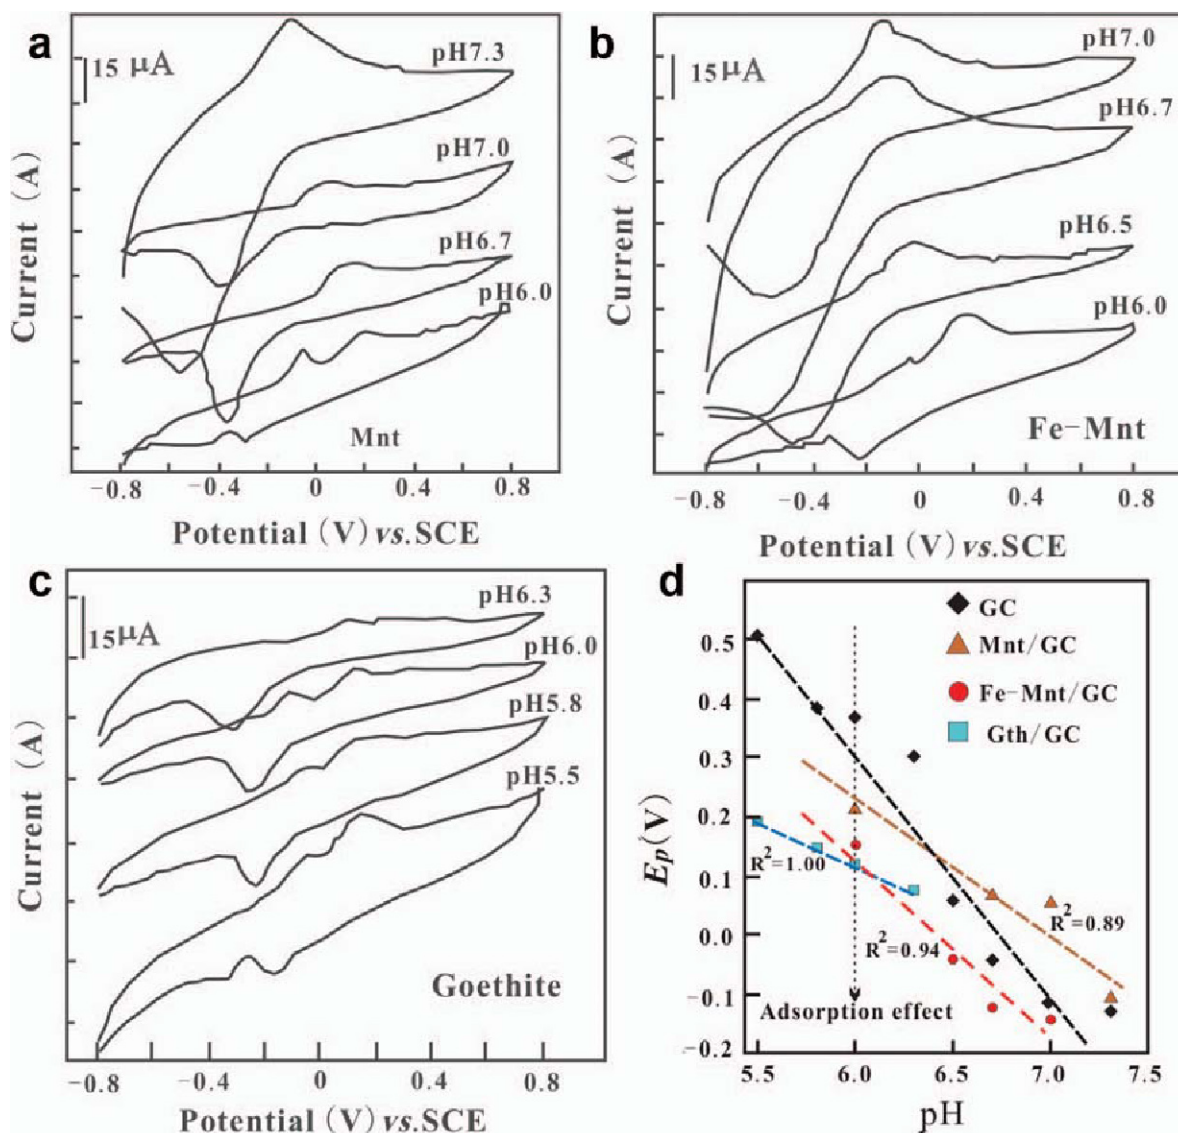 a
15 μA
pH7.3
pH7.0
pH6.7
pH6.0
Mnt
Current (A)
-0.8 -0.4 0 0.4 0.8
Potential (V) vs.SCE
b
15 μA
pH7.0
pH6.7
pH6.5
pH6.0
Fe-Mnt
Current (A)
-0.8 -0.4 0 0.4 0.8
Potential (V) vs.SCE
c
15μA
pH6.3
pH6.0
pH5.8
pH5.5
Goethite
Current (A)
-0.8 -0.4 0 0.4 0.8
Potential (V) vs.SCE
d
GC
Mnt/GC
Fe-Mnt/GC
Gth/GC
0.5
0.4
0.3
0.2
0.1
0.0
-0.1
-0.2
Ep(V)
R²=1.00
R²=0.89
R²=0.94
Adsorption effect
5.5 6.0 6.5 7.0 7.5
pH